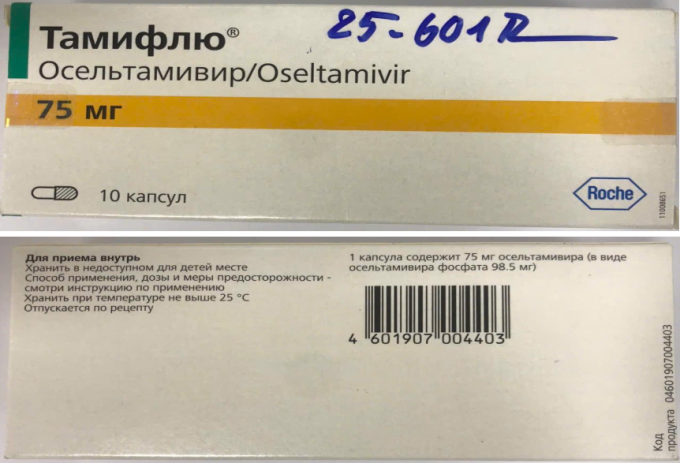 Тамифлю®
25-601R
Осельтамивир/Oseltamivir
75 мг
10 капсул
Roche
11008651
Для приема внутрь
Хранить в недоступном для детей месте
Способ применения, дозы и меры предосторожности -
смотри инструкцию по применению
Хранить при температуре не выше 25 °C
Отпускается по рецепту
1 капсула содержит 75 мг осельтамивира (в виде
осельтамивира фосфата 98.5 мг)
4 601907 004403
Код
продукта 04601907004403